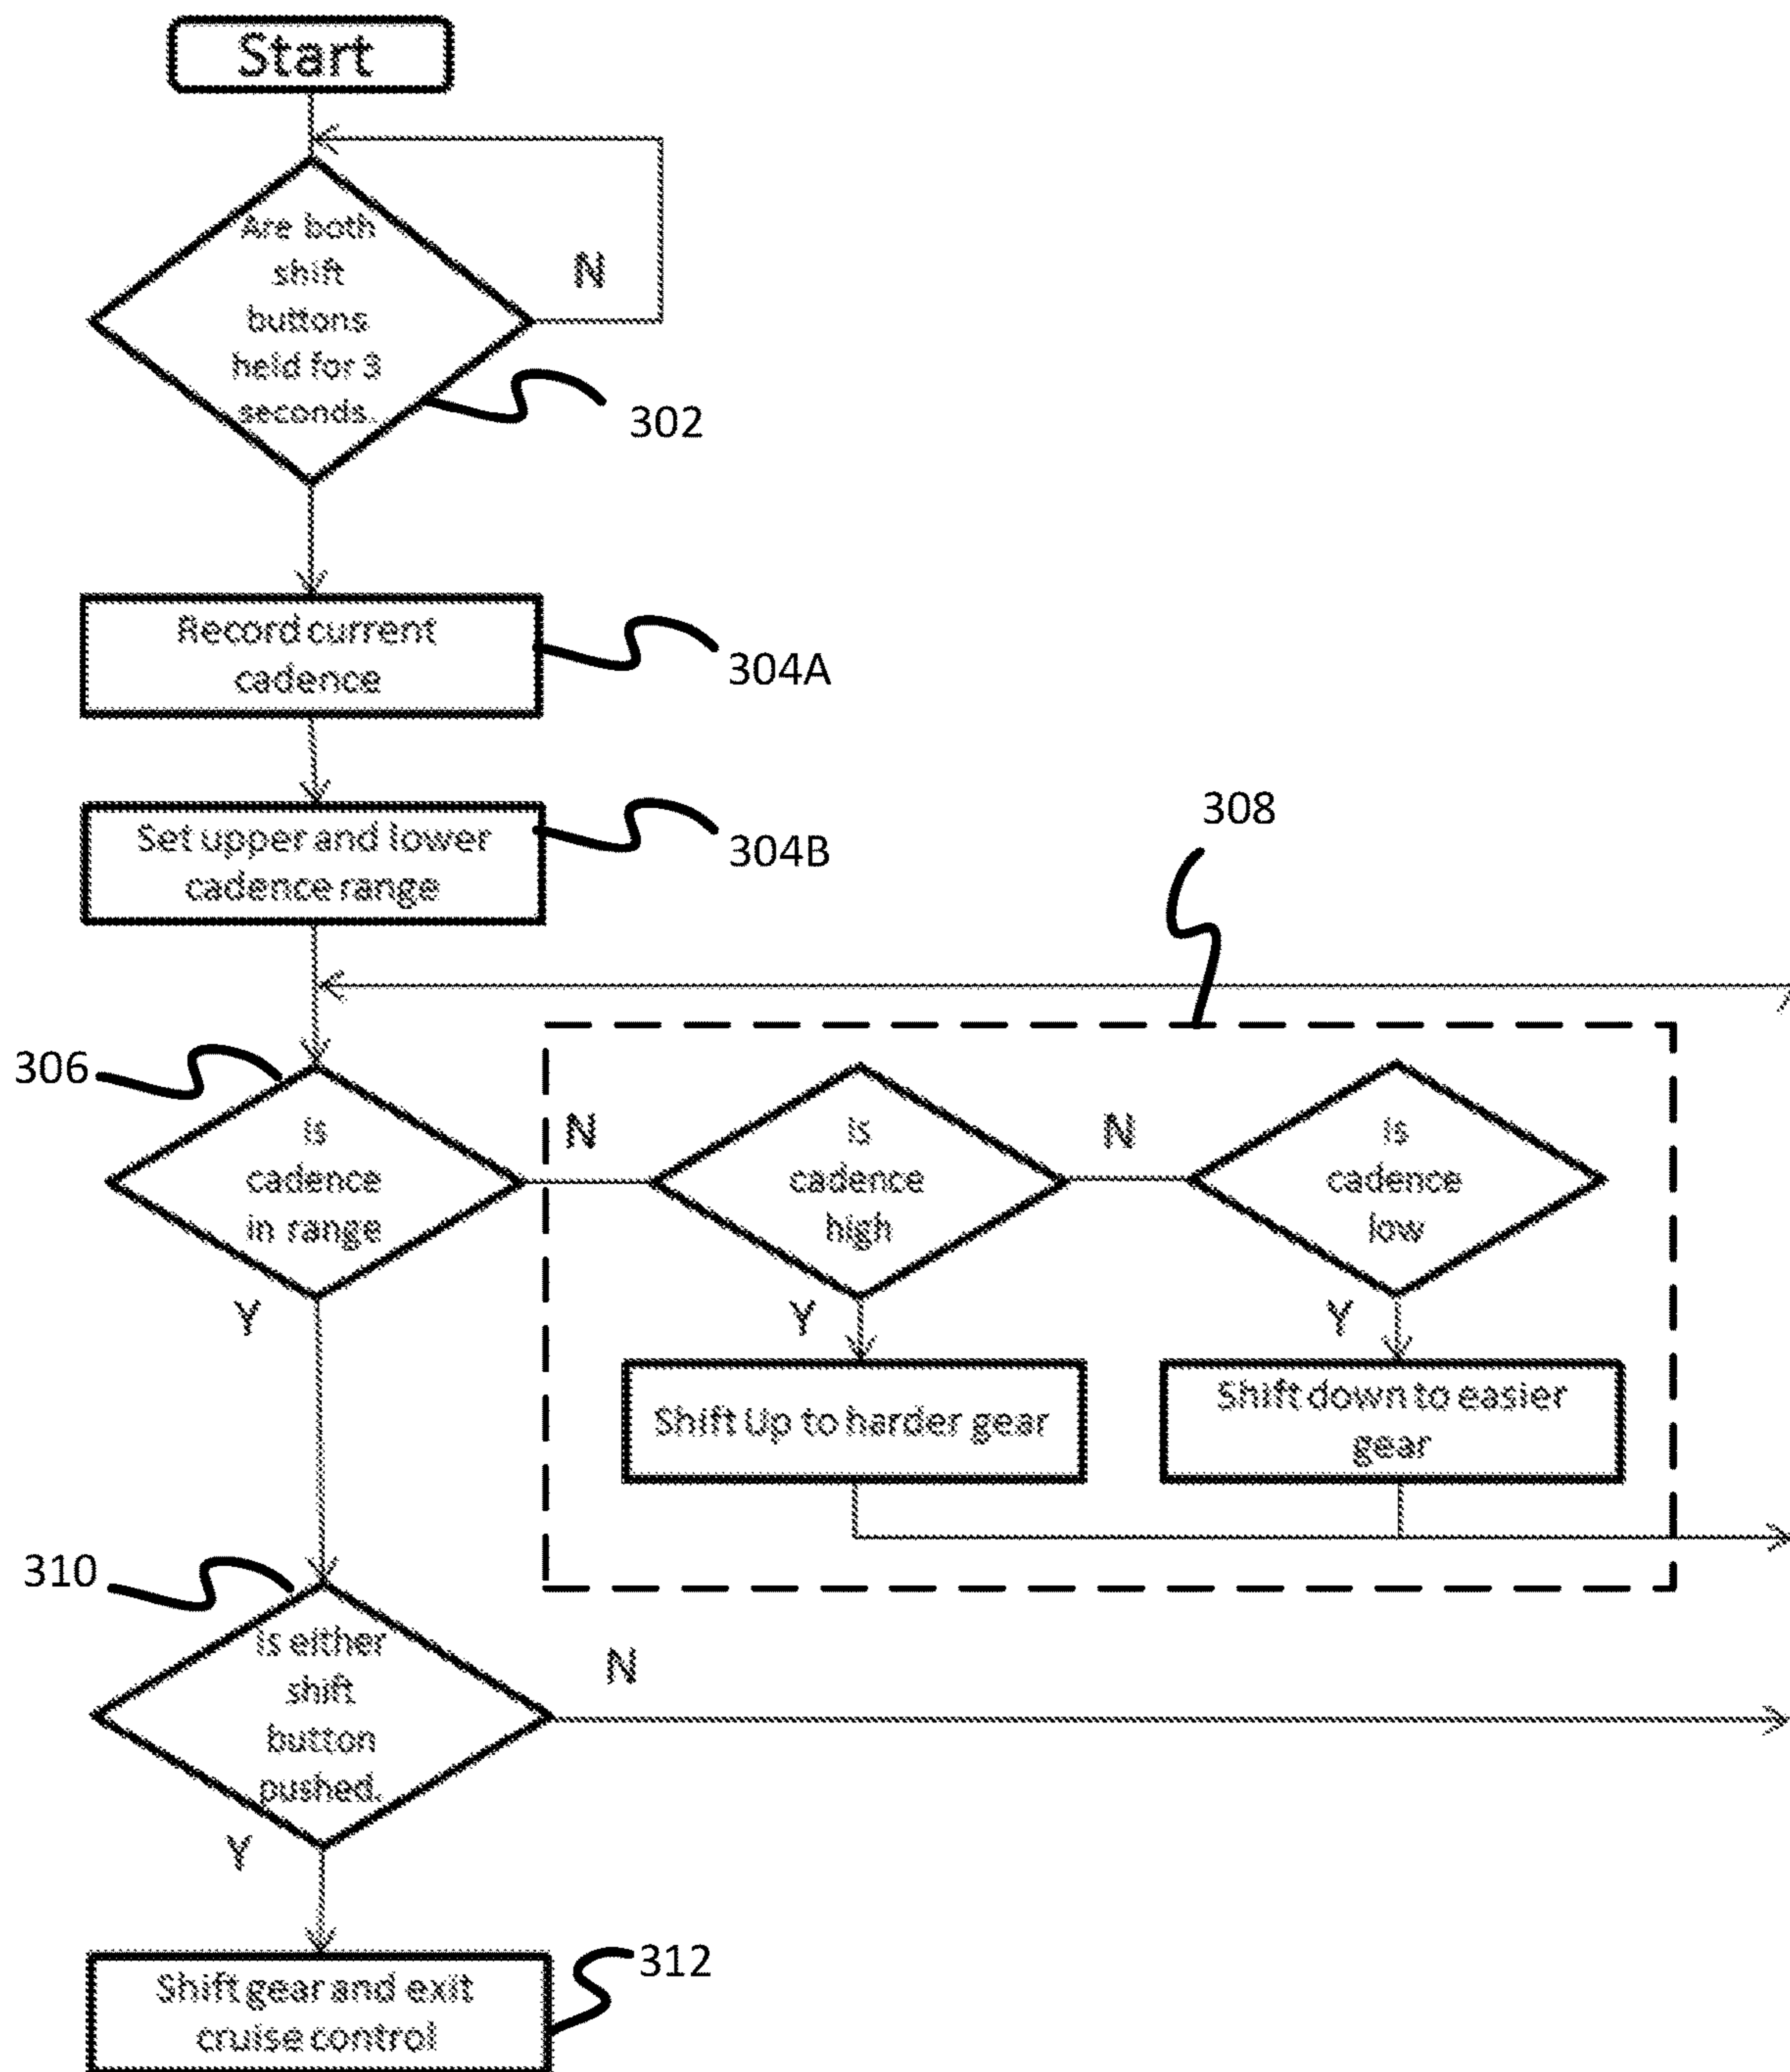 Start
Are both
shift
buttons
held for 3
seconds.
N
302
Record current
cadence
304A
Set upper and lower
cadence range
304B
308
306
is
cadence
in range
N
is
cadence
high
N
is
cadence
low
Y
Y
Y
Shift Up to harder gear
Shift down to easier
gear
310
is either
shift
button
pushed.
N
Y
Shift gear and exit
cruise control
312